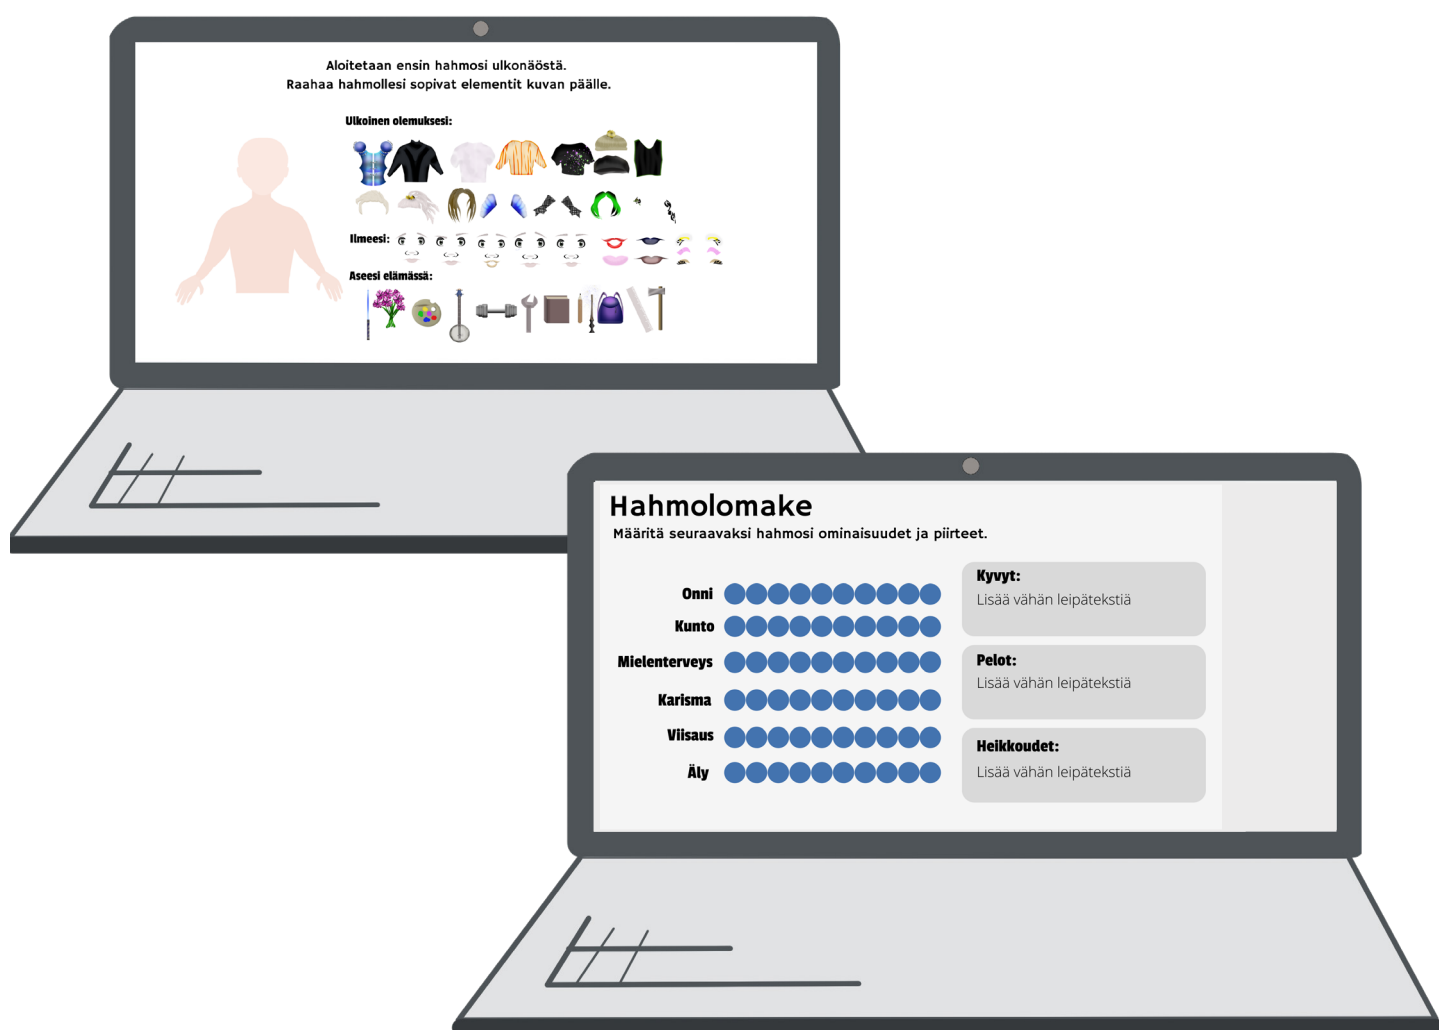 Aloitetaan ensin hahmosi ulkonäöstä.
Raahaa hahmollesi sopivat elementit kuvan päälle.
Ulkoinen olemuksesi:
Ilmeesi:
Aseesi elämässä:
Hahmolomake
Määritä seuraavaksi hahmosi ominaisuudet ja piirteet.
Onni
Kunto
Mielenterveys
Karisma
Viisaus
Äly
Kyvyt:
Lisää vähän leipätekstiä
Pelot:
Lisää vähän leipätekstiä
Heikkoudet:
Lisää vähän leipätekstiä